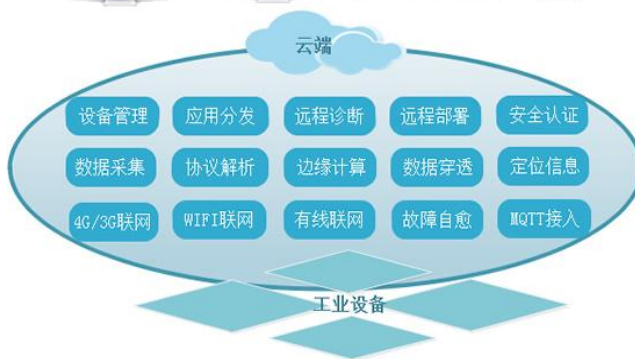 云端
设备管理 应用分发 远程诊断 远程部署 安全认证
数据采集 协议解析 边缘计算 数据穿透 定位信息
4G/3G联网 WIFI联网 有线联网 故障自愈 MQTT接入
工业设备